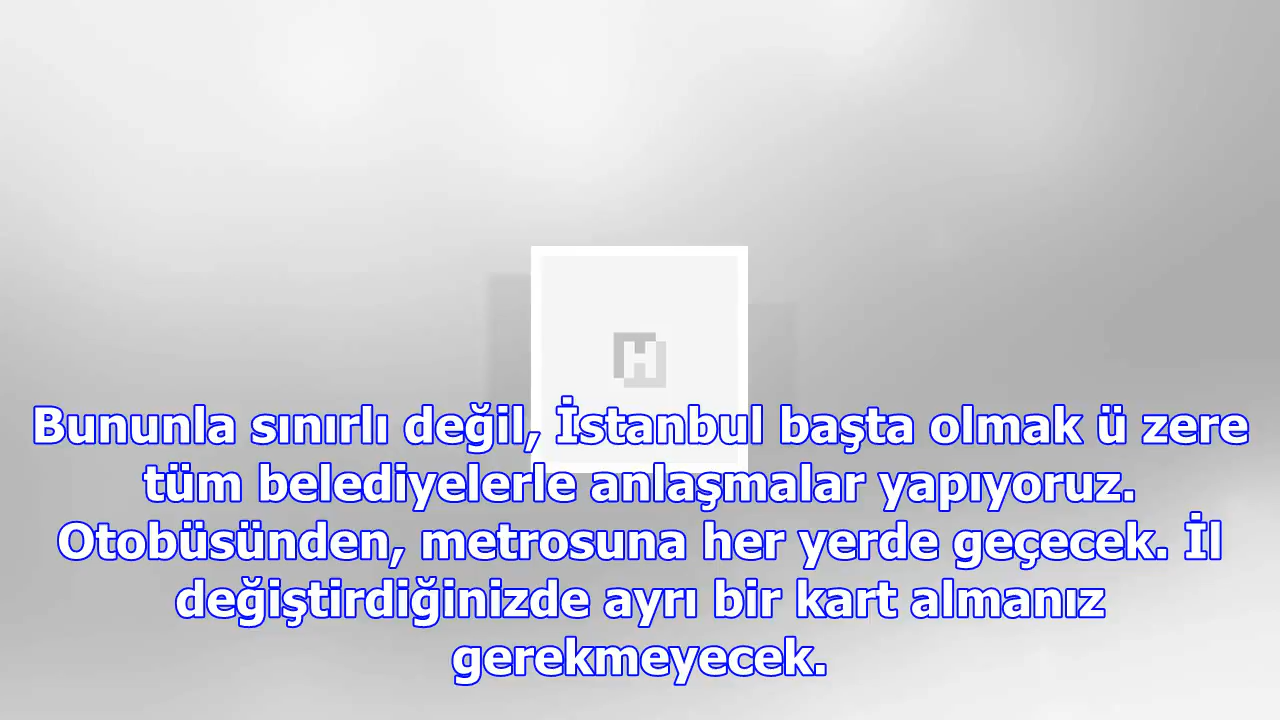 H
Bununla sınırlı değil, İstanbul başta olmak ü zere
tüm belediyelerle anlaşmalar yapıyoruz.
Otobüsünden, metrosuna her yerde geçecek. İl
değiştirdiğinizde ayrı bir kart almanız
gerekmeyecek.